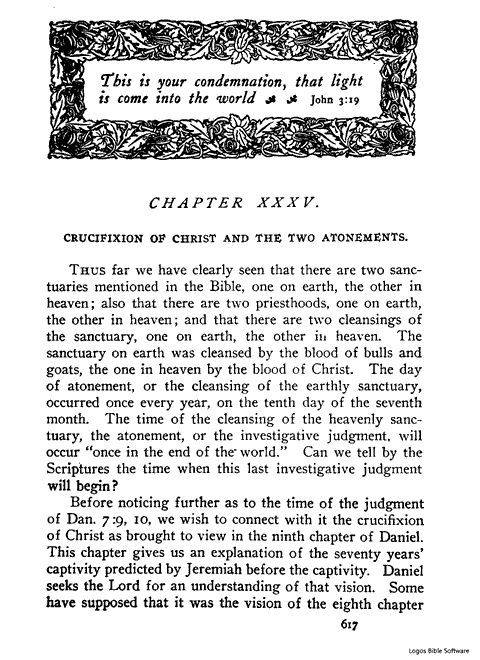 This is your condemnation, that light
is come into the world John 3:19
CHAPTER XXXV.
CRUCIFIXION OF CHRIST AND THE TWO ATONEMENTS.
THUS far we have clearly seen that there are two sanc-
tuaries mentioned in the Bible, one on earth, the other in
heaven; also that there are two priesthoods, one on earth,
the other in heaven; and that there are two cleansings of
the sanctuary, one on earth, the other in heaven. The
sanctuary on earth was cleansed by the blood of bulls and
goats, the one in heaven by the blood of Christ. The day
of atonement, or the cleansing of the earthly sanctuary,
occurred once every year, on the tenth day of the seventh
month. The time of the cleansing of the heavenly sanc-
tuary, the atonement, or the investigative judgment, will
occur "once in the end of the world." Can we tell by the
Scriptures the time when this last investigative judgment
will begin?
Before noticing further as to the time of the judgment
of Dan. 7:9, 10, we wish to connect with it the crucifixion
of Christ as brought to view in the ninth chapter of Daniel.
This chapter gives us an explanation of the seventy years'
captivity predicted by Jeremiah before the captivity. Daniel
seeks the Lord for an understanding of that vision. Some
have supposed that it was the vision of the eighth chapter
617
Logos Bible Software